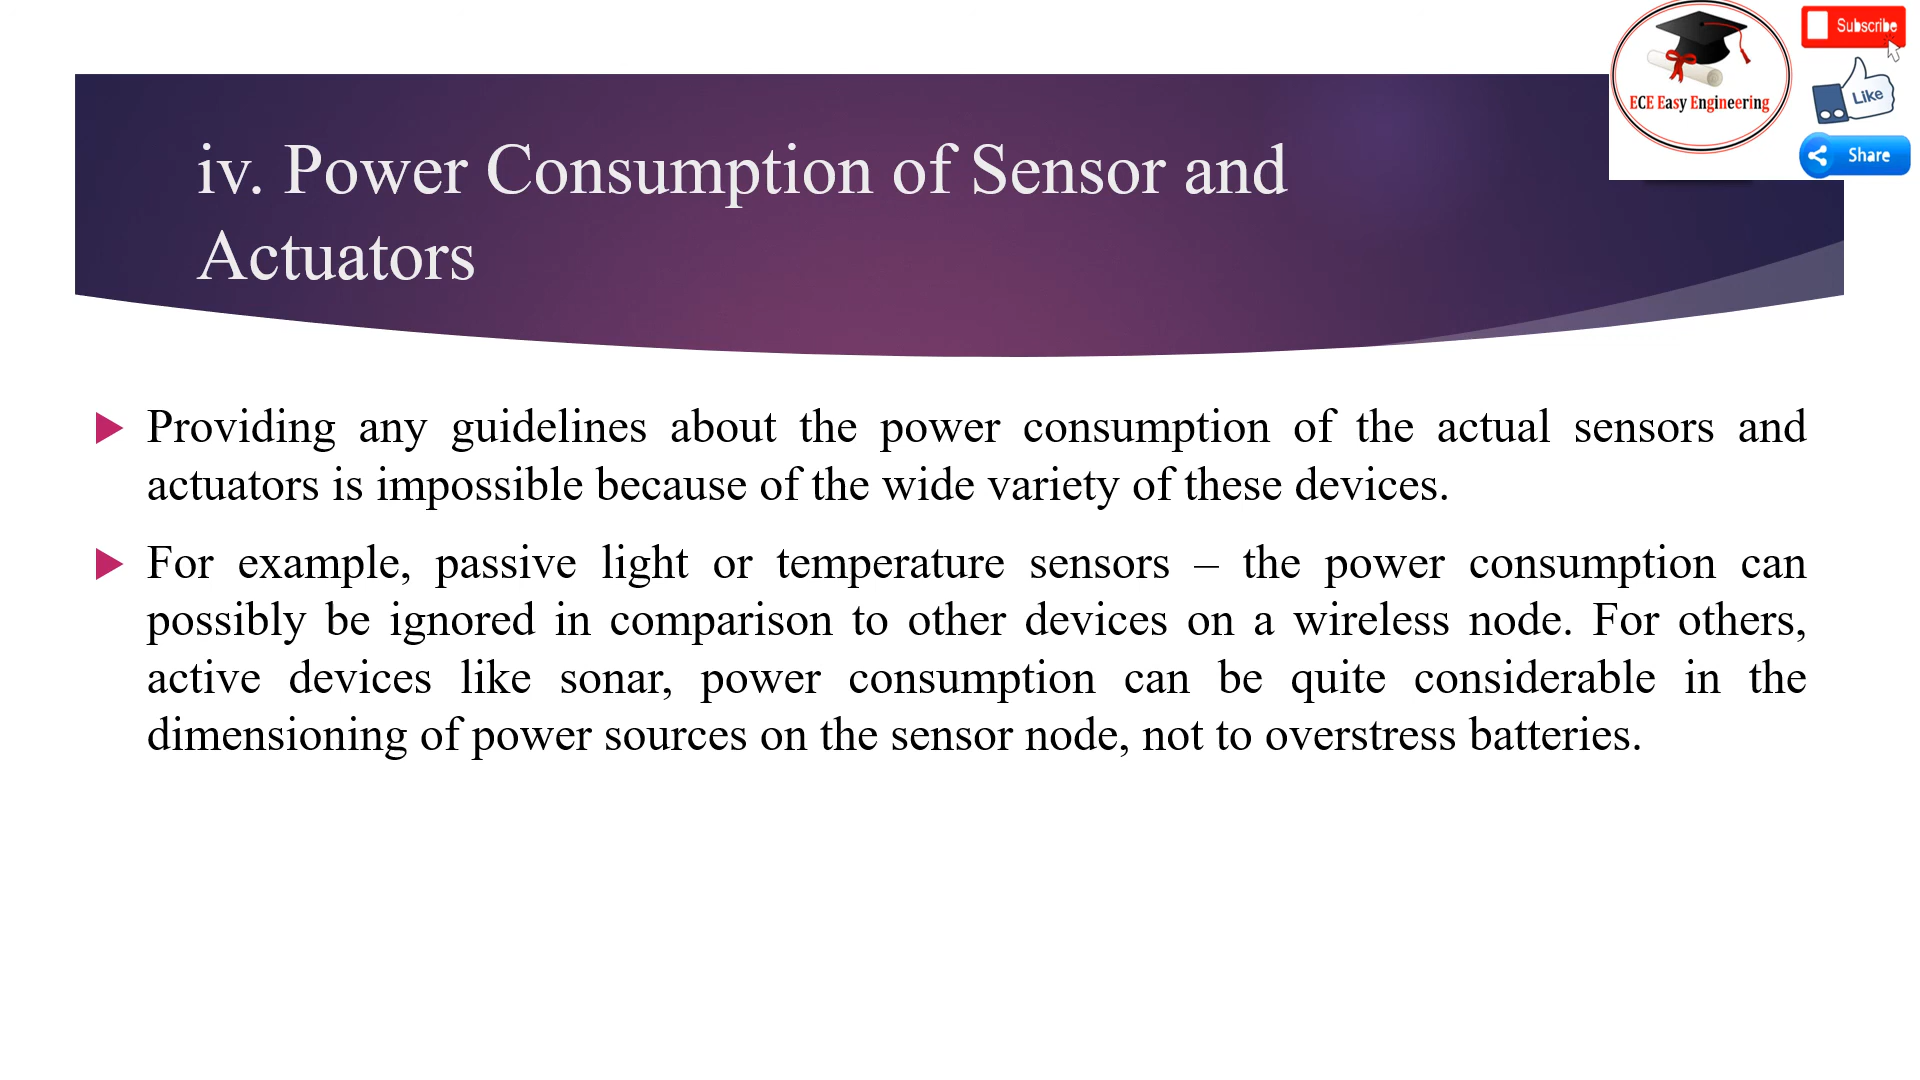 Subscribe
ECE Easy Engineering
Like
Share
iv. Power Consumption of Sensor and
Actuators
Providing any guidelines about the power consumption of the actual sensors and
actuators is impossible because of the wide variety of these devices.
For example, passive light or temperature sensors – the power consumption can
possibly be ignored in comparison to other devices on a wireless node. For others,
active devices like sonar, power consumption can be quite considerable in the
dimensioning of power sources on the sensor node, not to overstress batteries.